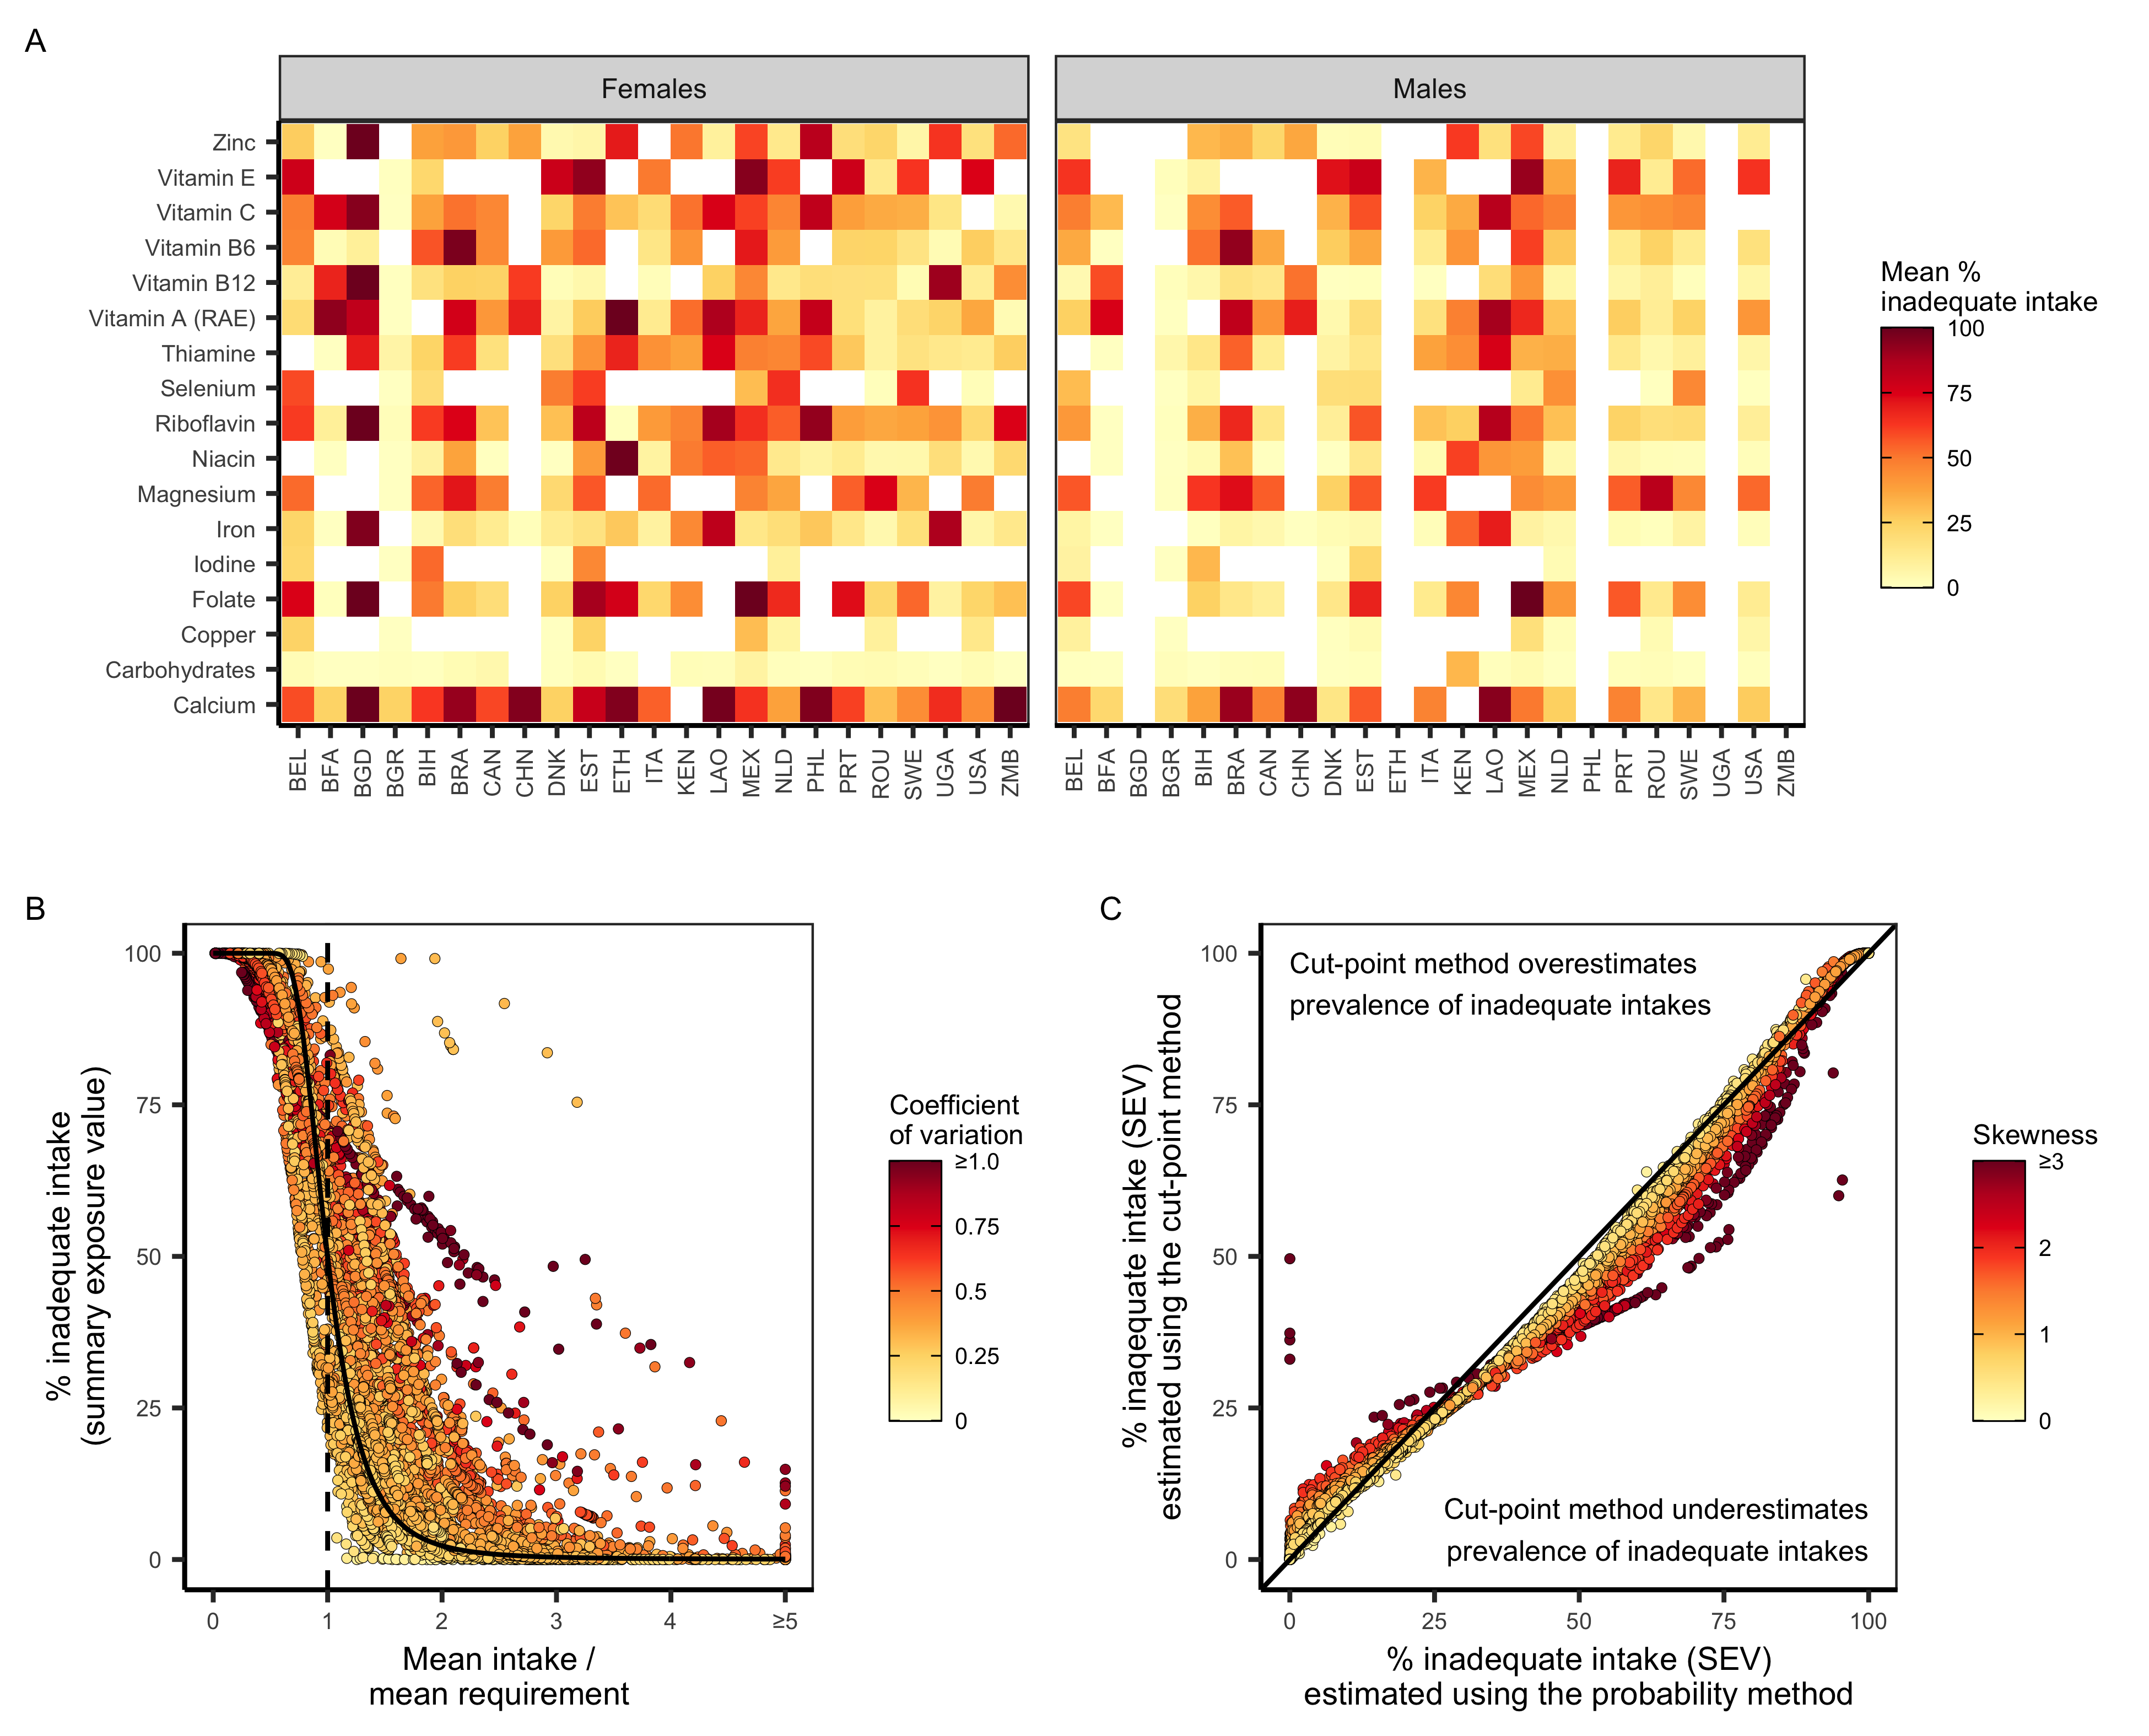 A
Females
Males
Zinc
Vitamin E
Vitamin C
Vitamin B6
Vitamin B12
Vitamin A (RAE)
Thiamine
Selenium
Riboflavin
Niacin
Magnesium
Iron
Iodine
Folate
Copper
Carbohydrates
Calcium
BEL BFA BGD BGR BIH BRA CAN CHN DNK EST ETH ITA KEN LAO MEX NLD PHL PRT ROU SWE UGA USA ZMB
BEL BFA BGD BGR BIH BRA CAN CHN DNK EST ETH ITA KEN LAO MEX NLD PHL PRT ROU SWE UGA USA ZMB
Mean %
inadequate intake
100
75
50
25
0
B
% inadequate intake
(summary exposure value)
100
75
50
25
0
0 1 2 3 4 ≥5
Mean intake /
mean requirement
Coefficient
of variation
≥1.0
0.75
0.5
0.25
0
C
% inaqequate intake (SEV)
estimated using the cut-point method
100
75
50
25
0
Cut-point method overestimates
prevalence of inadequate intakes
Cut-point method underestimates
prevalence of inadequate intakes
0 25 50 75 100
% inadequate intake (SEV)
estimated using the probability method
Skewness
≥3
2
1
0